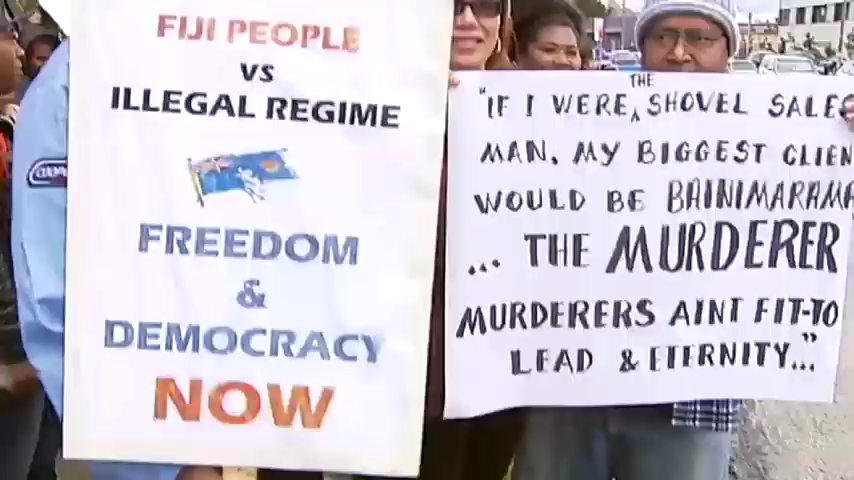 FIJI PEOPLE
VS
ILLEGAL REGIME
FREEDOM
&
DEMOCRACY
NOW
"IF I WERE, THE SHOVEL SALES
MAN, MY BIGGEST CLIEN
WOULD BE BAINIMARAMA
... THE MURDERER
MURDERERS AINT FIT-TO
LEAD & ETERNITY..."